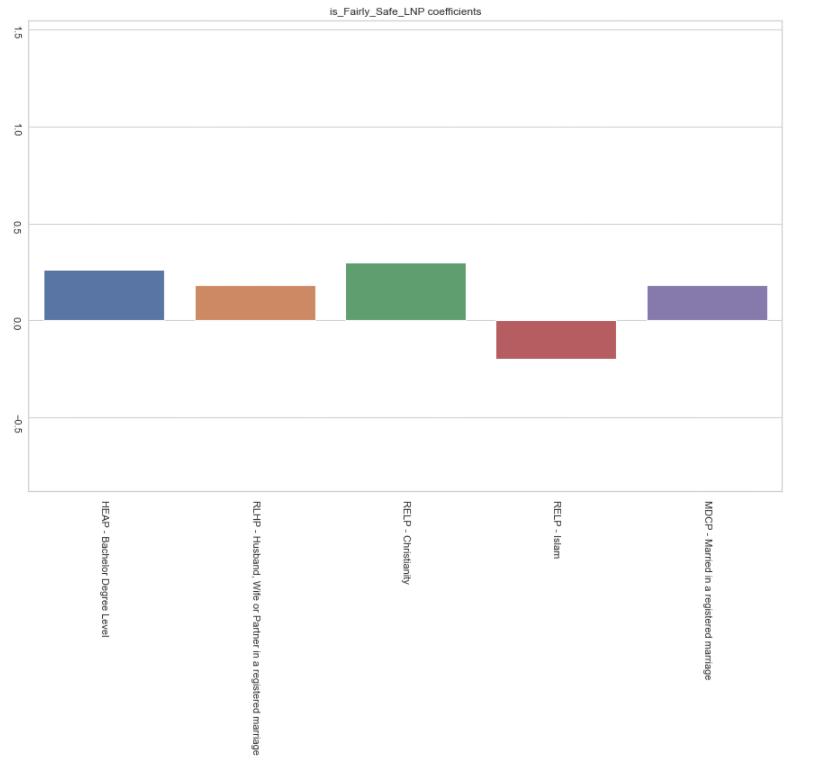 is_Fairly_Safe_LNP coefficients
1.5
1.0
0.5
0.0
−0.5
HEAP - Bachelor Degree Level
RLHP - Husband, Wife or Partner in a registered marriage
RELP - Christianity
RELP - Islam
MDCP - Married in a registered marriage